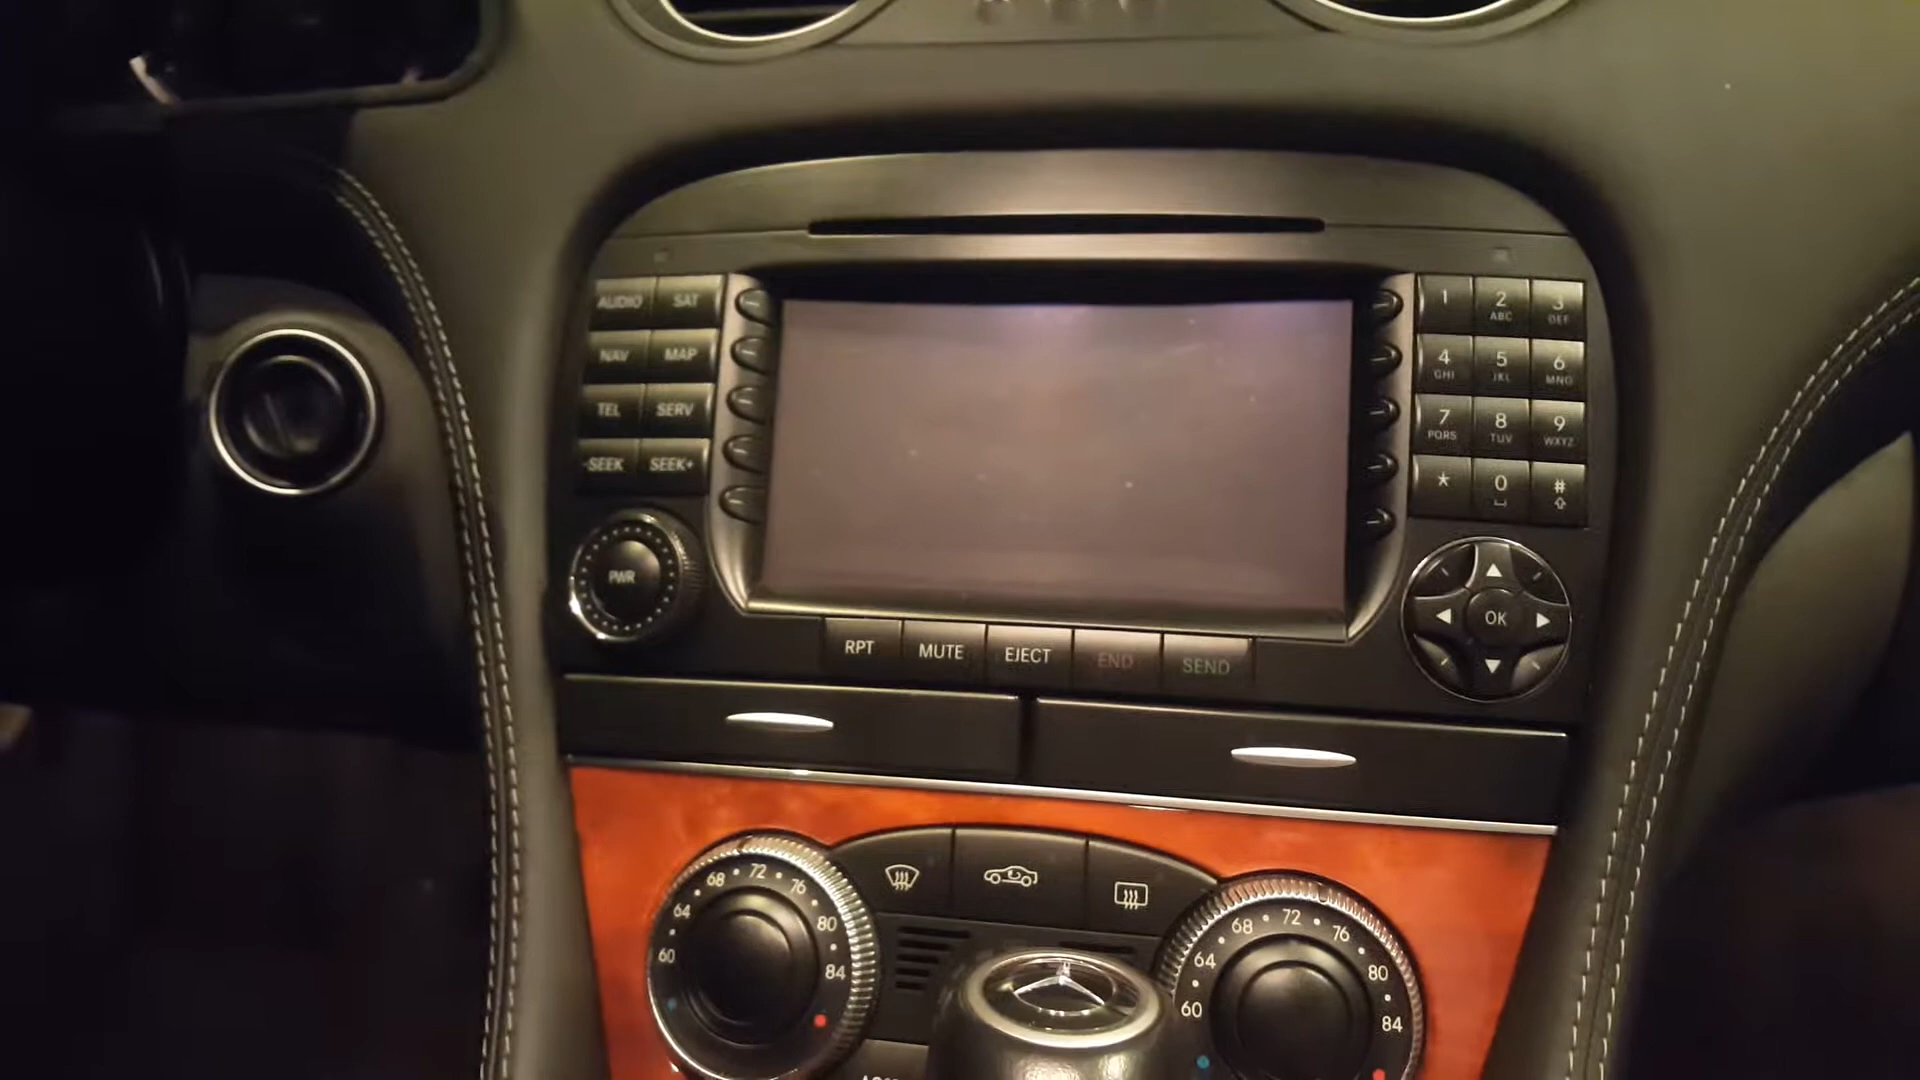 AUDIO SAT
NAV MAP
TEL SERV
-SEEK SEEK+
PWR
1 2 ABC 3 DEF
4 GHI 5 JKL 6 MNO
7 PQRS 8 TUV 9 WXYZ
* 0 #
OK
RPT MUTE EJECT END SEND
60 64 68 72 76 80 84
60 64 68 72 76 80 84